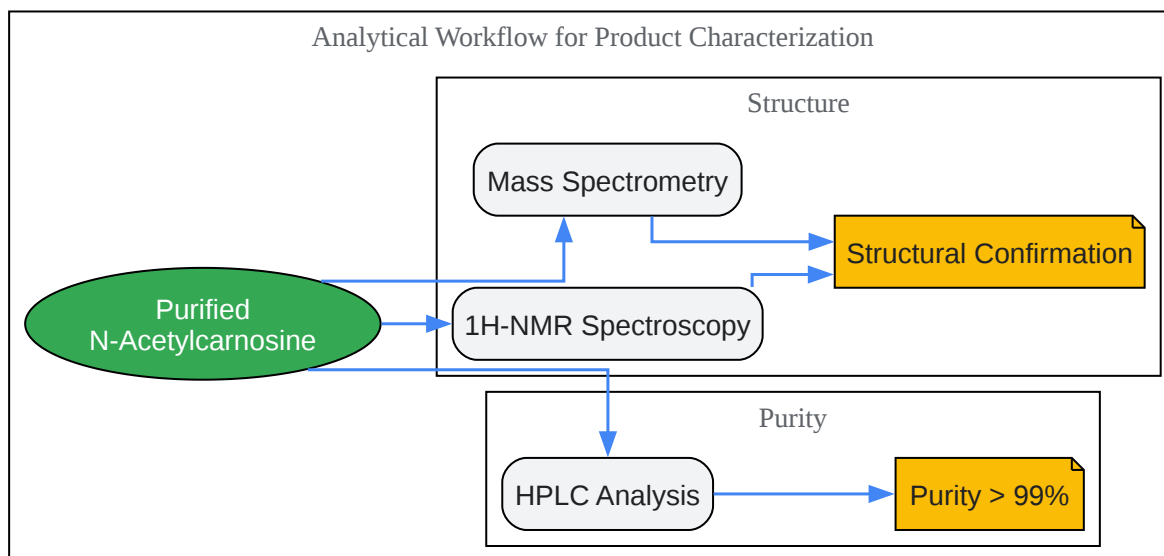 Analytical Workflow for Product Characterization
Structure
Mass Spectrometry
Structural Confirmation
Purified
N-Acetylcarnosine
1H-NMR Spectroscopy
Purity
HPLC Analysis
Purity > 99%